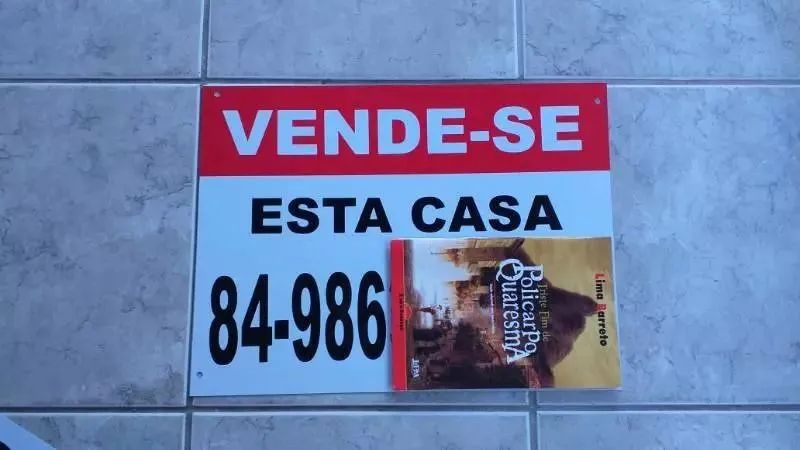 VENDE-SE
ESTA CASA
84-986
Lima Barreto
Triste Fim de
Policarpo
Quaresma